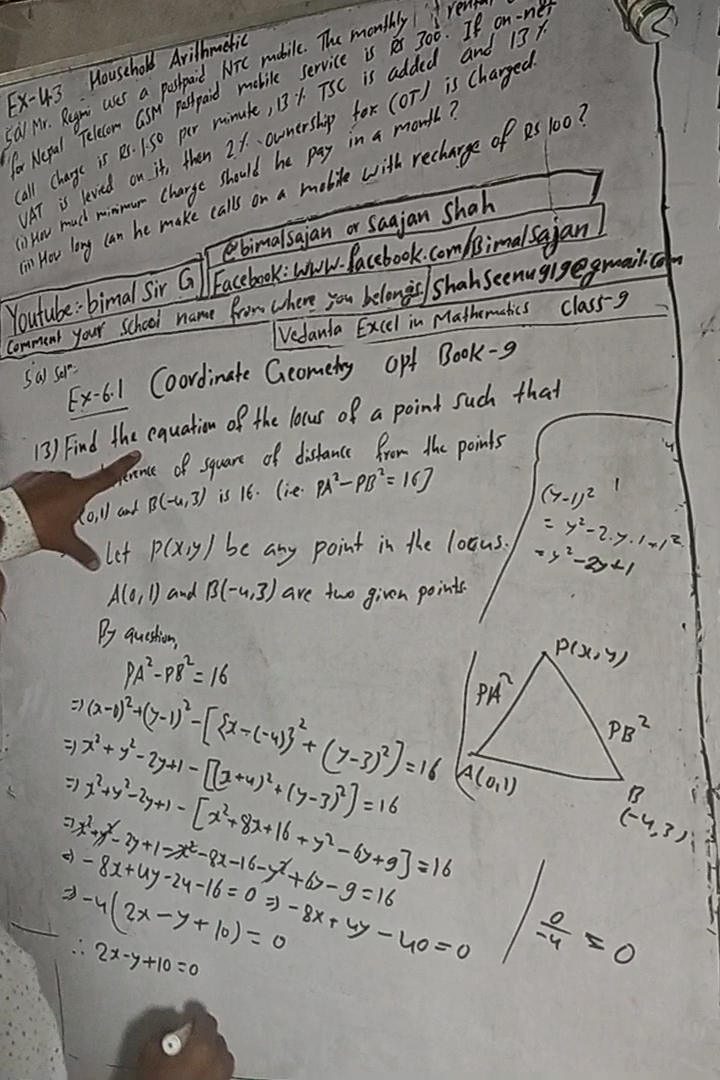 Ex-4.3 Household Arithmetic
5a) Mr. Regmi uses a postpaid NTC mobile. The monthly rental
for Nepal Telecom GSM postpaid mobile service is Rs 300. If on-net
call charge is Rs. 1.50 per minute, 13% TSC is added and 13%
VAT is levied on it, then 2% ownership tax (OT) is charged.
(i) How much minimum charge should he pay in a month?
(ii) How long can he make calls on a mobile with recharge of Rs 100?
@bimalsajan or saajan shah
Youtube:- bimal Sir G
Facebook: www.facebook.com/Bimalsajan
Comment your school name from where you belongs
shahseenu919@gmail.com
Vedanta Excel in Mathematics Class-9
5a) Soln:
Ex-6.1 Coordinate Geometry opt Book-9
13) Find the equation of the locus of a point such that
of square of distance from the points
(0,1) and B(-4,3) is 16. (i.e. PA²-PB²=16]
Let P(x,y) be any point in the locus.
A(0,1) and B(-4,3) are two given points.
By question,
PA²-PB²=16
=> (x-0)²+(y-1)² - [{x-(-4)}² + (y-3)²] = 16
=> x²+y²-2y+1 - [(x+4)²+(y-3)²] = 16
=> x²+y²-2y+1 - [x²+8x+16+y²-6y+9] = 16
=> x²+y²-2y+1-x²-8x-16-y²+6y-9=16
=> -8x+4y-24-16=0 => -8x+4y-40=0
=> -4(2x-y+10)=0
∴ 2x-y+10=0
(y-1)²
= y²-2.y.1+1²
= y²-2y+1
P(x,y)
PA²
PB²
A(0,1)
B
(-4,3)
0/-4 = 0